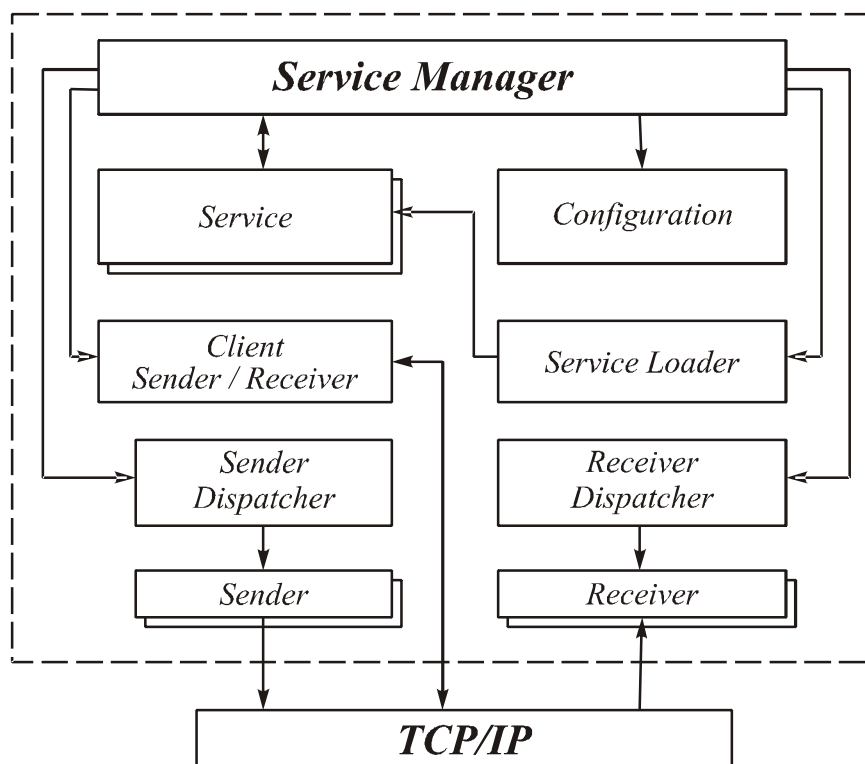 Service Manager
Service
Configuration
Client
Sender / Receiver
Service Loader
Sender
Dispatcher
Receiver
Dispatcher
Sender
Receiver
TCP/IP